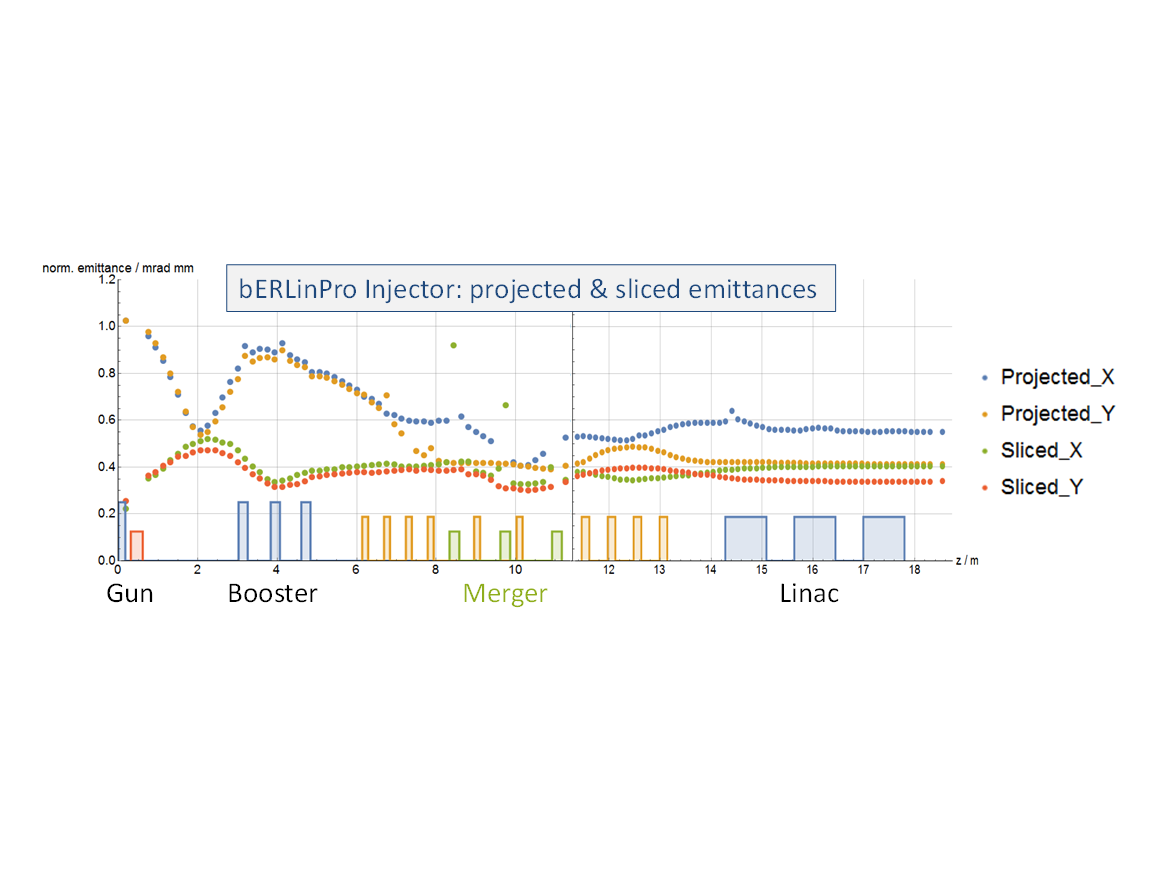 norm. emittance / mrad mm
bERLinPro Injector: projected & sliced emittances
1.2
1.0
0.8
0.6
0.4
0.2
0.0
0 2 4 6 8 10 12 13 14 15 16 17 18 z / m
Gun Booster Merger Linac
Projected_X
Projected_Y
Sliced_X
Sliced_Y